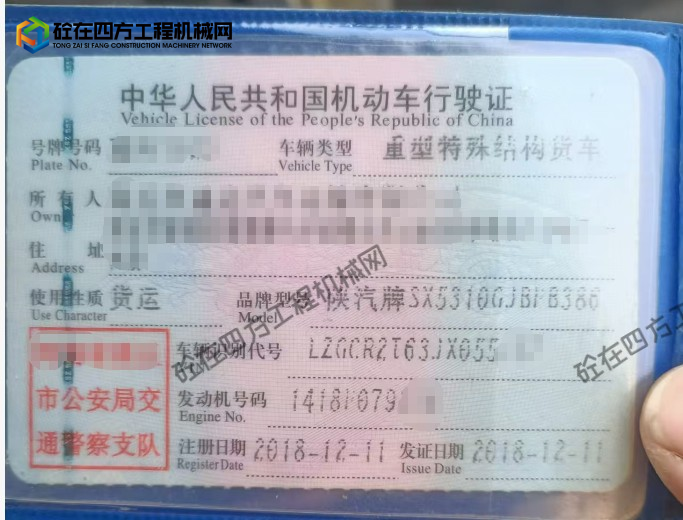 砼在四方工程机械网
TONG ZAI SI FANG CONSTRUCTION MACHINERY NETWORK
中华人民共和国机动车行驶证
Vehicle License of the People's Republic of China
号牌号码 车辆类型 重型特殊结构货车
Plate No. Vehicle Type
所有人
Owner
住址
Address
使用性质 货运 品牌型号 陕汽牌SX5310GJBFB386
Use Character Model
车辆识别代号 LZGCR2T63JX055
市公安局交 发动机号码 1418F079
Engine No.
通警察支队 注册日期 2018-12-11 发证日期 2018-12-11
Register Date Issue Date
砼在四方工程机械网
砼在四方工程机